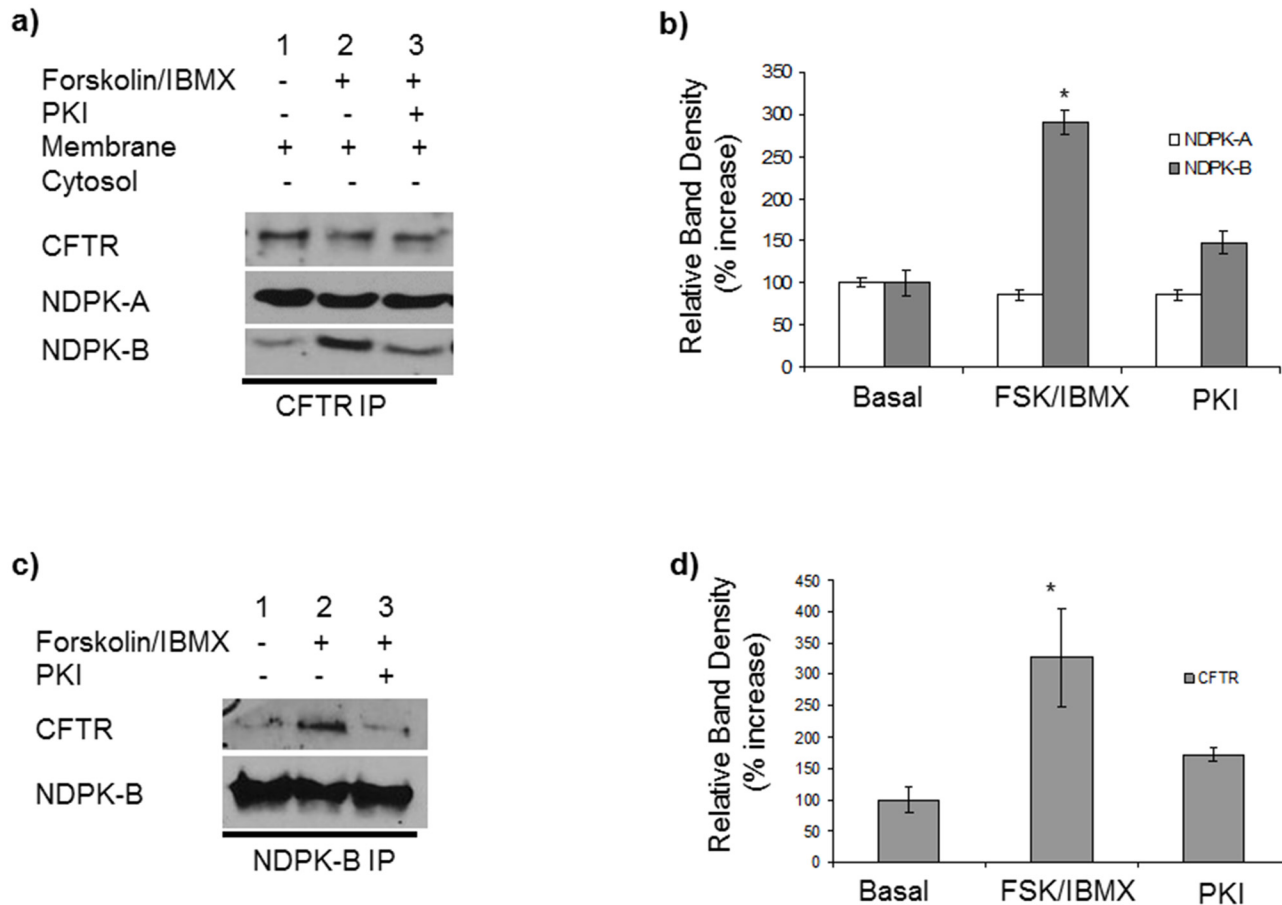 a)
1 2 3
Forskolin/IBMX - + +
PKI - - +
Membrane + + +
Cytosol - - -
CFTR
NDPK-A
NDPK-B
CFTR IP
b)
Relative Band Density
(% increase)
350
300
250
200
150
100
50
0
*
NDPK-A
NDPK-B
Basal FSK/IBMX PKI
c)
1 2 3
Forskolin/IBMX - + +
PKI - - +
CFTR
NDPK-B
NDPK-B IP
d)
Relative Band Density
(% increase)
450
400
350
300
250
200
150
100
50
0
*
CFTR
Basal FSK/IBMX PKI